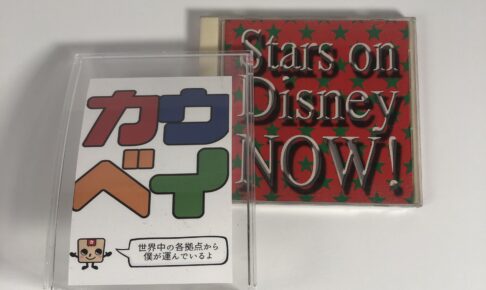 Stars on
Disney
NOW!
カウ
ベイ
世界中の各拠点から
僕が運んでいるよ